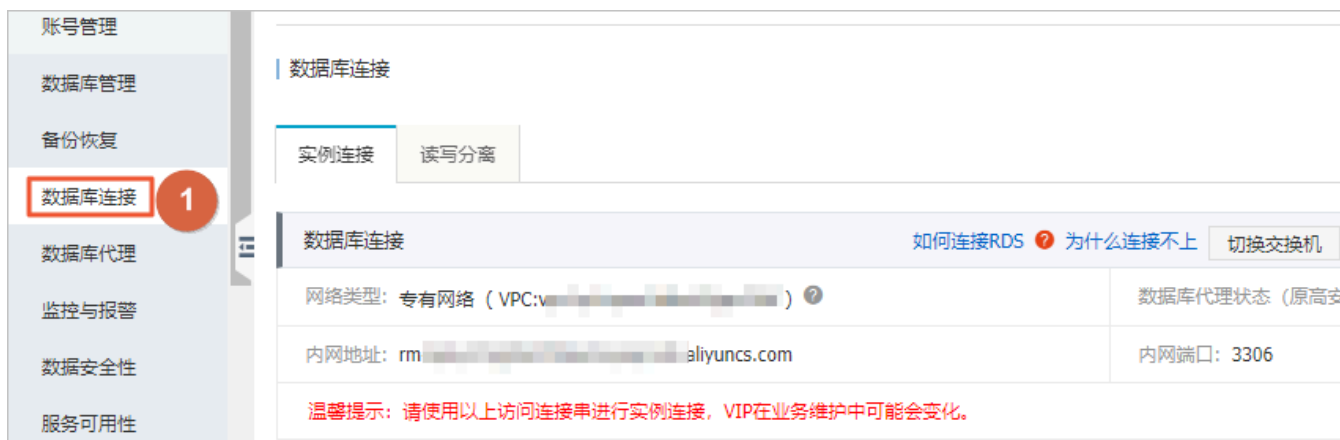 账号管理
数据库管理
备份恢复
数据库连接
1
数据库代理
监控与报警
数据安全性
服务可用性
数据库连接
实例连接 读写分离
数据库连接 如何连接RDS ? 为什么连接不上 切换交换机
网络类型: 专有网络 ( VPC: ) ? 数据库代理状态 (原高安
内网地址: rm aliyuncs.com 内网端口: 3306
温馨提示: 请使用以上访问连接串进行实例连接, VIP在业务维护中可能会变化。